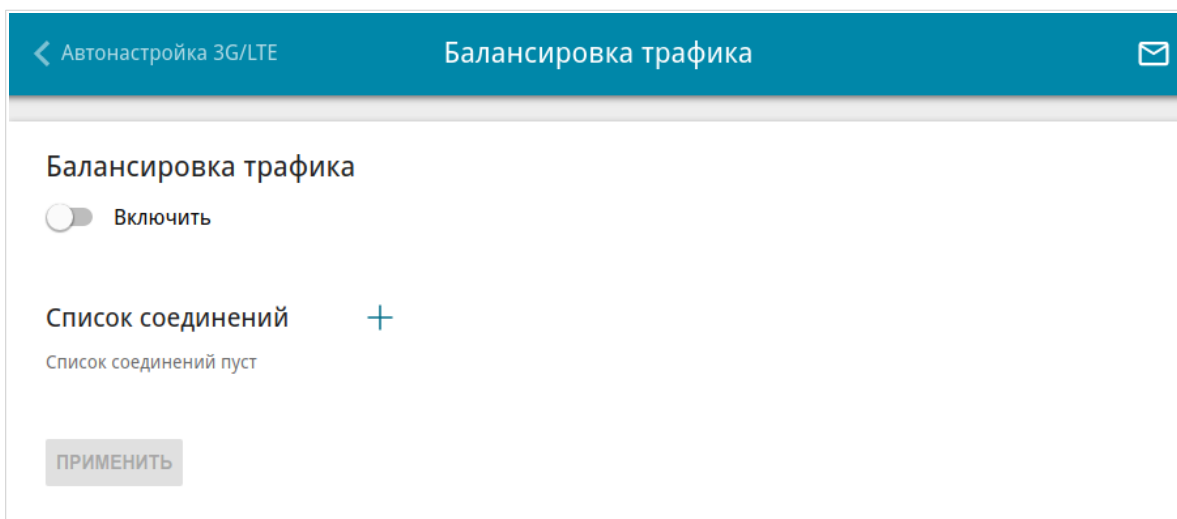 Автонастройка 3G/LTE
Балансировка трафика
Балансировка трафика
Включить
Список соединений
Список соединений пуст
ПРИМЕНИТЬ